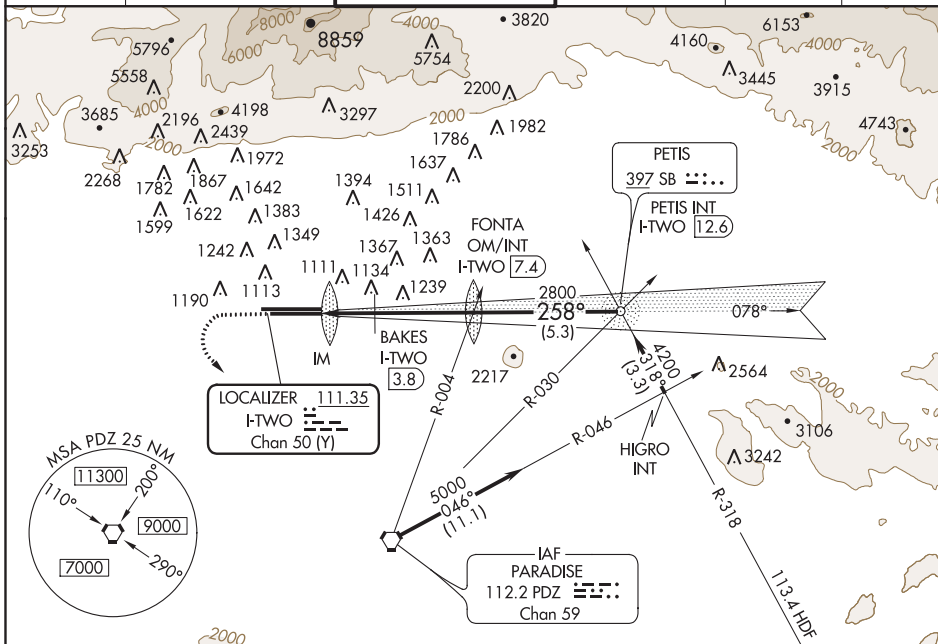 8000
4000
3820
6153
5796
6000
8859
5754
4160
4000
5558
3445
3915
4000
2200
3685
2196
4198
3297
2000
1982
4743
3253
2000
2439
1786
2000
2268
1972
1637
PETIS
397 SB
1782
1867
1642
1394
1511
PETIS INT
I-TWO 12.6
1599
1622
1383
1426
FONTA
OM/INT
I-TWO 7.4
1242
1349
1367
1363
1190
1113
1111
1134
1239
2800
258°
(5.3)
078°
IM
BAKES
I-TWO
3.8
2217
4200
318°
(3.3)
2564
2000
LOCALIZER 111.35
I-TWO
Chan 50 (Y)
R-004
R-030
R-046
HIGRO
INT
3106
3242
MSA PDZ 25 NM
11300
200°
110°
9000
7000
290°
5000
046°
(11.1)
R-318
IAF
PARADISE
112.2 PDZ
Chan 59
113.4 HDF
2000